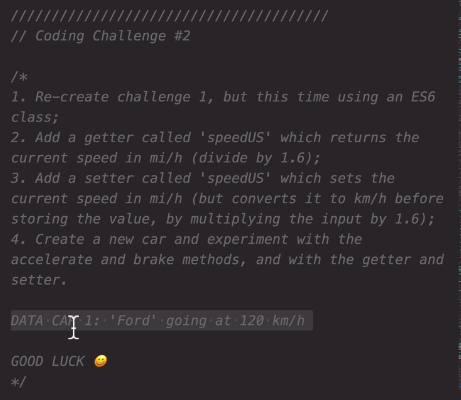 ///////////////////////////////////////
// Coding Challenge #2
/*
1. Re-create challenge 1, but this time using an ES6
class;
2. Add a getter called 'speedUS' which returns the
current speed in mi/h (divide by 1.6);
3. Add a setter called 'speedUS' which sets the
current speed in mi/h (but converts it to km/h before
storing the value, by multiplying the input by 1.6);
4. Create a new car and experiment with the
accelerate and brake methods, and with the getter and
setter.
DATA CAR 1: 'Ford' going at 120 km/h
GOOD LUCK 😀
*/